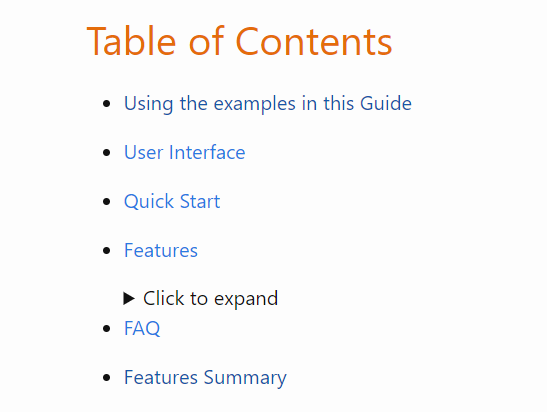 Table of Contents
Using the examples in this Guide
User Interface
Quick Start
Features
Click to expand
FAQ
Features Summary